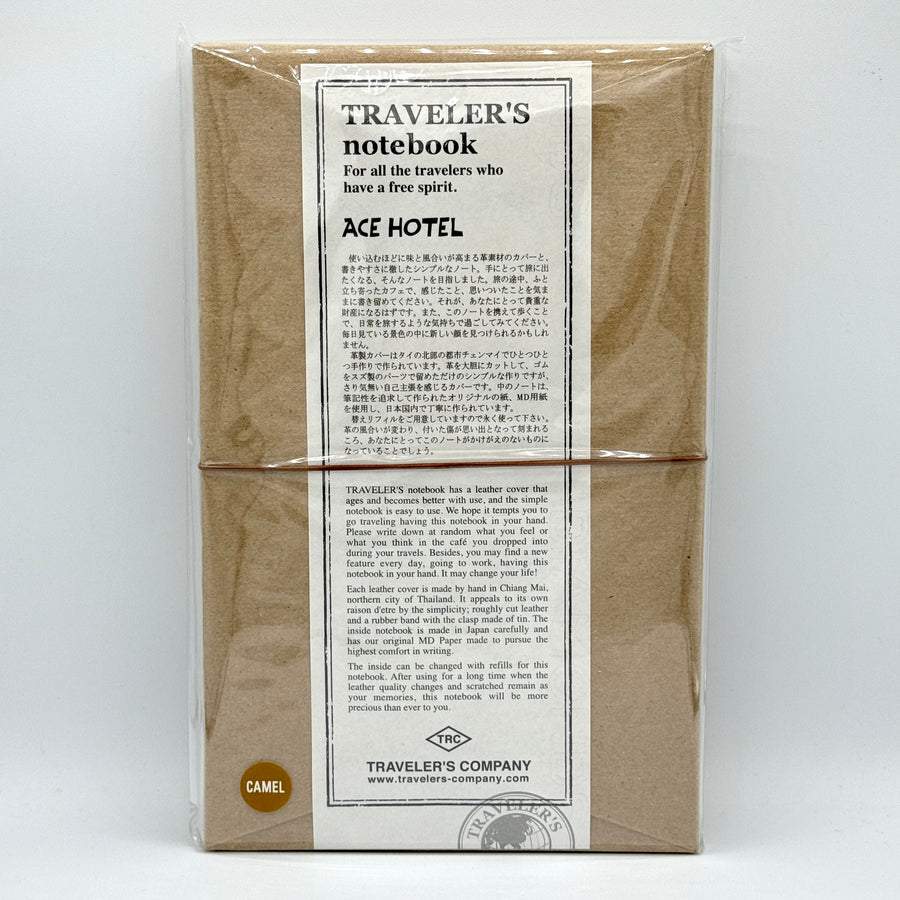 TRAVELER'S
notebook
For all the travelers who
have a free spirit.
ACE HOTEL
使い込むほどに味と風合いが高まる革素材のカバーと、
書きやすさに徹したシンプルなノート。手にとって旅に出
たくなる、そんなノートを目指しました。旅の途中、ふと
立ち寄ったカフェで、感じたこと、思いついたことを気ま
まに書き留めてください。それが、あなたにとって貴重な
財産になるはずです。また、このノートを携えて歩くこと
で、日常を旅するような気持ちで過ごしてみてください。
毎日見ている景色の中に新しい顔を見つけられるかもしれ
ません。
革製カバーはタイの北部の都市チェンマイでひとつひと
つ手作りで作られています。革を大胆にカットして、ゴム
をスズ製のパーツで留めただけのシンプルな作りですが、
さり気無い自己主張を感じるカバーです。中のノートは、
筆記性を追求して作られたオリジナルの紙、MD用紙
を使用し、日本国内で丁寧に作られています。
替えリフィルをご用意していますので永く使って下さい。
革の風合いが変わり、付いた傷が思い出となって刻まれる
ころ、あなたにとってこのノートがかけがえのないものに
なっていることでしょう。
TRAVELER'S notebook has a leather cover that
ages and becomes better with use, and the simple
notebook is easy to use. We hope it tempts you to
go traveling having this notebook in your hand.
Please write down at random what you feel or
what you think in the café you dropped into
during your travels. Besides, you may find a new
feature every day, going to work, having this
notebook in your hand. It may change your life!
Each leather cover is made by hand in Chiang Mai,
northern city of Thailand. It appeals to its own
raison d'etre by the simplicity; roughly cut leather
and a rubber band with the clasp made of tin. The
inside notebook is made in Japan carefully and
has our original MD Paper made to pursue the
highest comfort in writing.
The inside can be changed with refills for this
notebook. After using for a long time when the
leather quality changes and scratched remain as
your memories, this notebook will be more
precious than ever to you.
TRC
TRAVELER'S COMPANY
www.travelers-company.com
CAMEL
TRAVELER'S